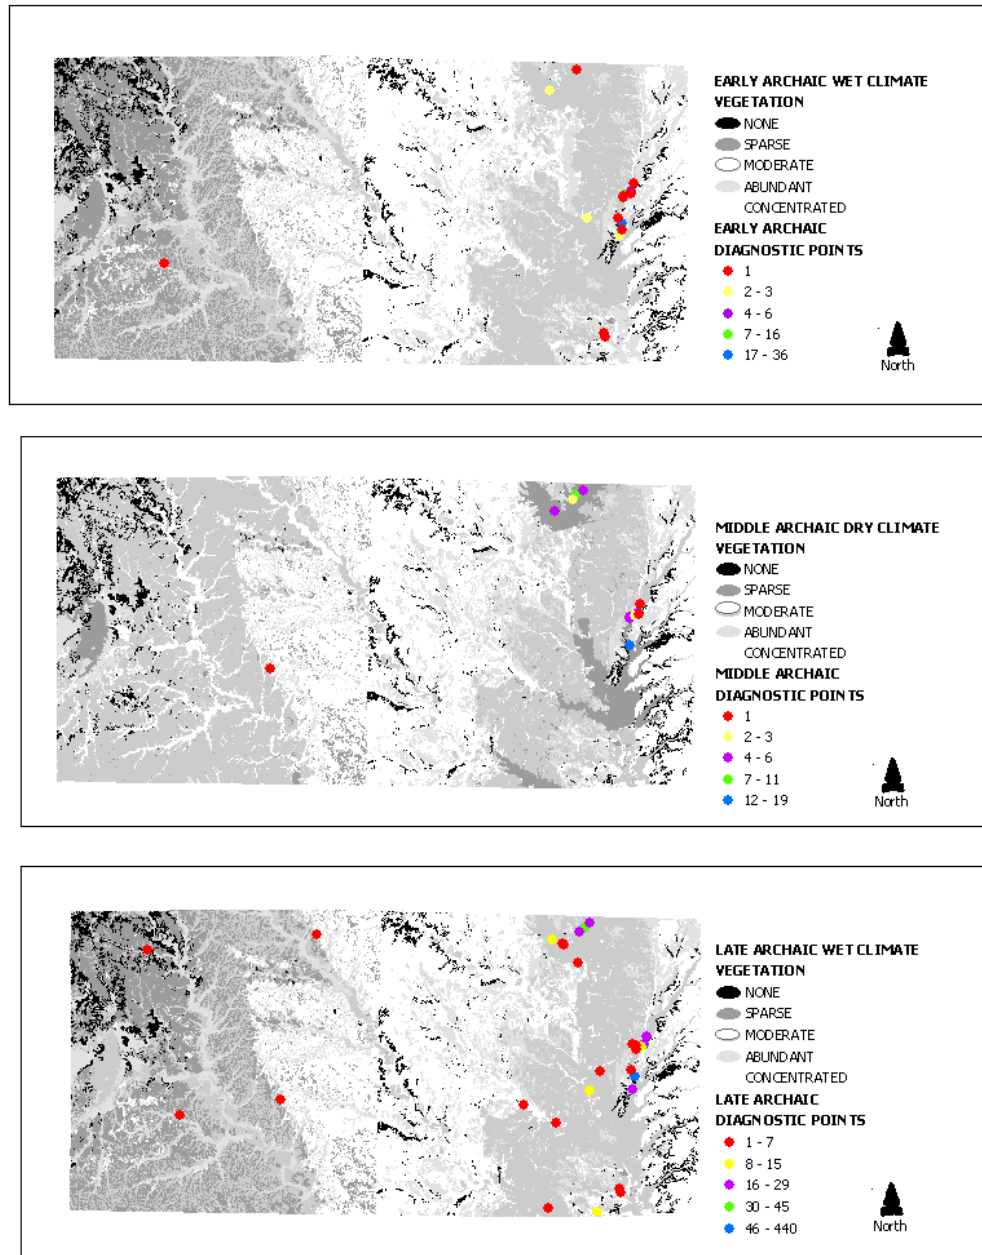 EARLY ARCHAIC WET CLIMATE
VEGETATION
NONE
SPARSE
MODERATE
ABUNDANT
CONCENTRATED
EARLY ARCHAIC
DIAGNOSTIC POINTS
1
2 - 3
4 - 6
7 - 16
17 - 36
North
MIDDLE ARCHAIC DRY CLIMATE
VEGETATION
NONE
SPARSE
MODERATE
ABUNDANT
CONCENTRATED
MIDDLE ARCHAIC
DIAGNOSTIC POINTS
1
2 - 3
4 - 6
7 - 11
12 - 19
North
LATE ARCHAIC WET CLIMATE
VEGETATION
NONE
SPARSE
MODERATE
ABUNDANT
CONCENTRATED
LATE ARCHAIC
DIAGNOSTIC POINTS
1 - 7
8 - 15
16 - 29
30 - 45
46 - 440
North